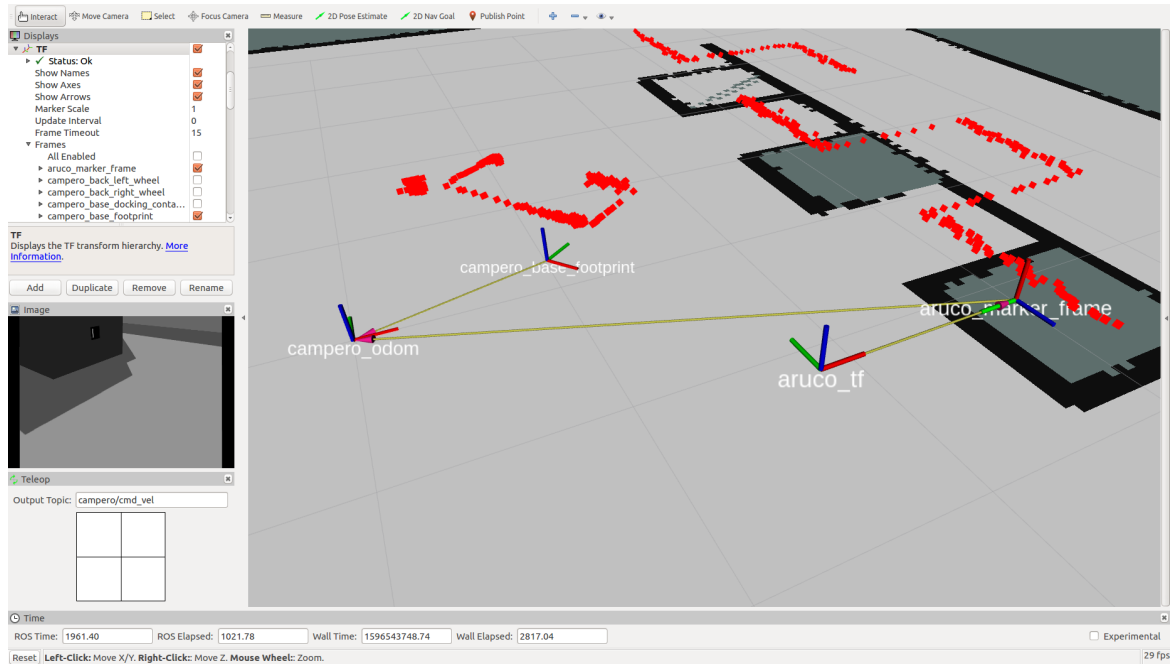 Interact Move Camera Select Focus Camera Measure 2D Pose Estimate 2D Nav Goal Publish Point
Displays
TF
Status: Ok
Show Names
Show Axes
Show Arrows
Marker Scale 1
Update Interval 0
Frame Timeout 15
Frames
All Enabled
aruco_marker_frame
campero_back_left_wheel
campero_back_right_wheel
campero_base_docking_conta...
campero_base_footprint
TF
Displays the TF transform hierarchy. More
Information.
Add Duplicate Remove Rename
Image
Teleop
Output Topic: campero/cmd_vel
campero_base_footprint
aruco_marker_frame
campero_odom
aruco_tf
Time
ROS Time: 1961.40 ROS Elapsed: 1021.78 Wall Time: 1596543748.74 Wall Elapsed: 2817.04 Experimental
Reset Left-Click: Move X/Y. Right-Click:: Move Z. Mouse Wheel:: Zoom. 29 fps